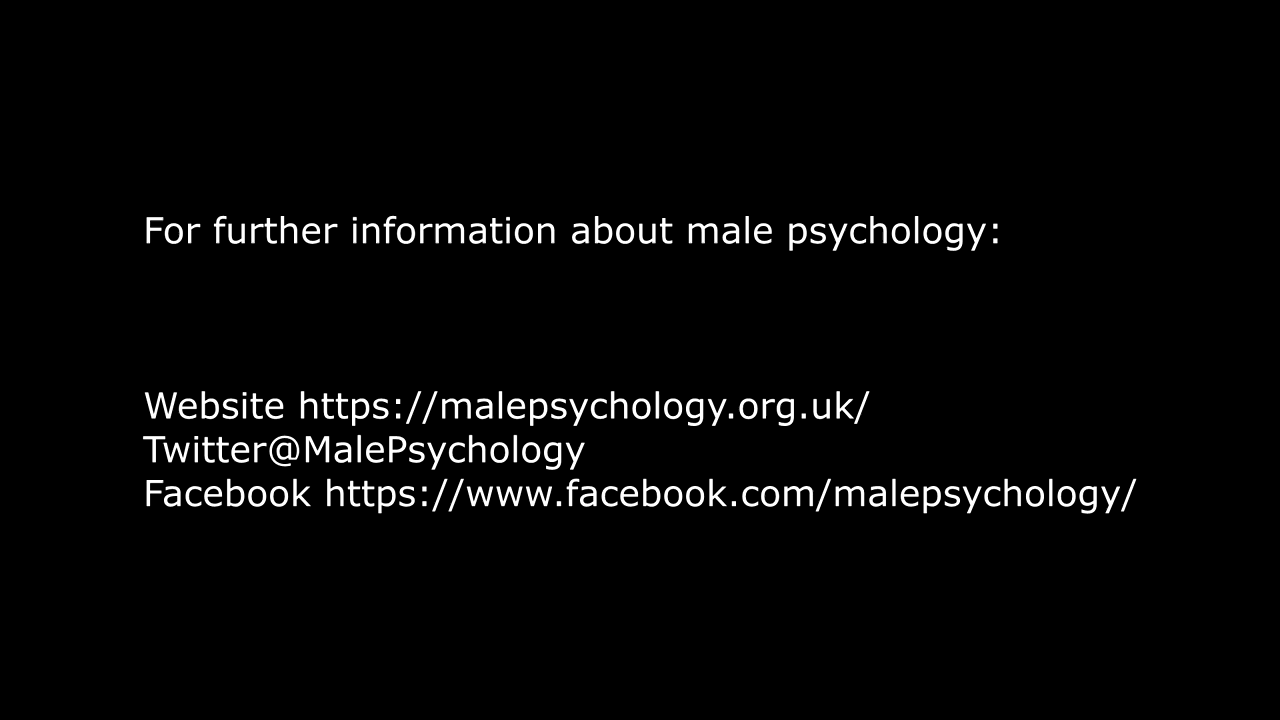 For further information about male psychology:
Website https://malepsychology.org.uk/
Twitter@MalePsychology
Facebook https://www.facebook.com/malepsychology/